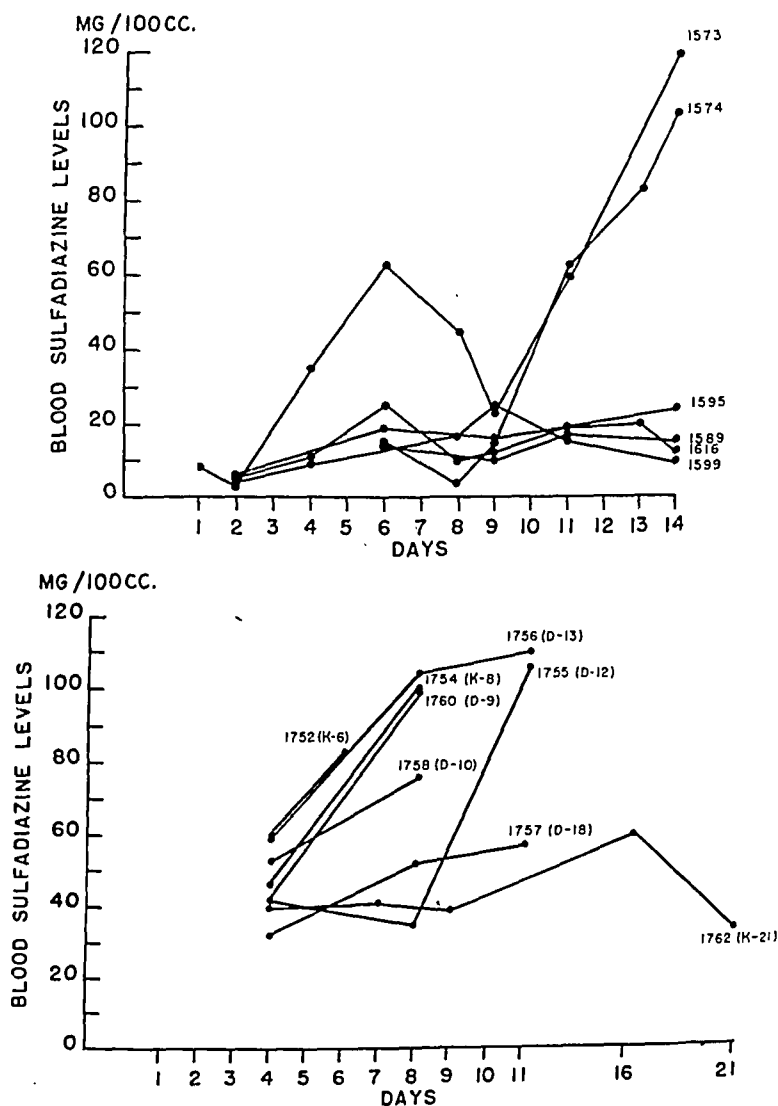 MG/100CC.
BLOOD SULFADIAZINE LEVELS
120
100
80
60
40
20
0
1573
1574
1595
1589
1616
1599
1 2 3 4 5 6 7 8 9 10 11 12 13 14
DAYS
MG/100CC.
BLOOD SULFADIAZINE LEVELS
120
100
80
60
40
20
0
1756 (D-13)
1754 (K-8)
1755 (D-12)
1760 (D-9)
1752 (K-6)
1758 (D-10)
1757 (D-18)
1762 (K-21)
1 2 3 4 5 6 7 8 9 10 11 16 21
DAYS